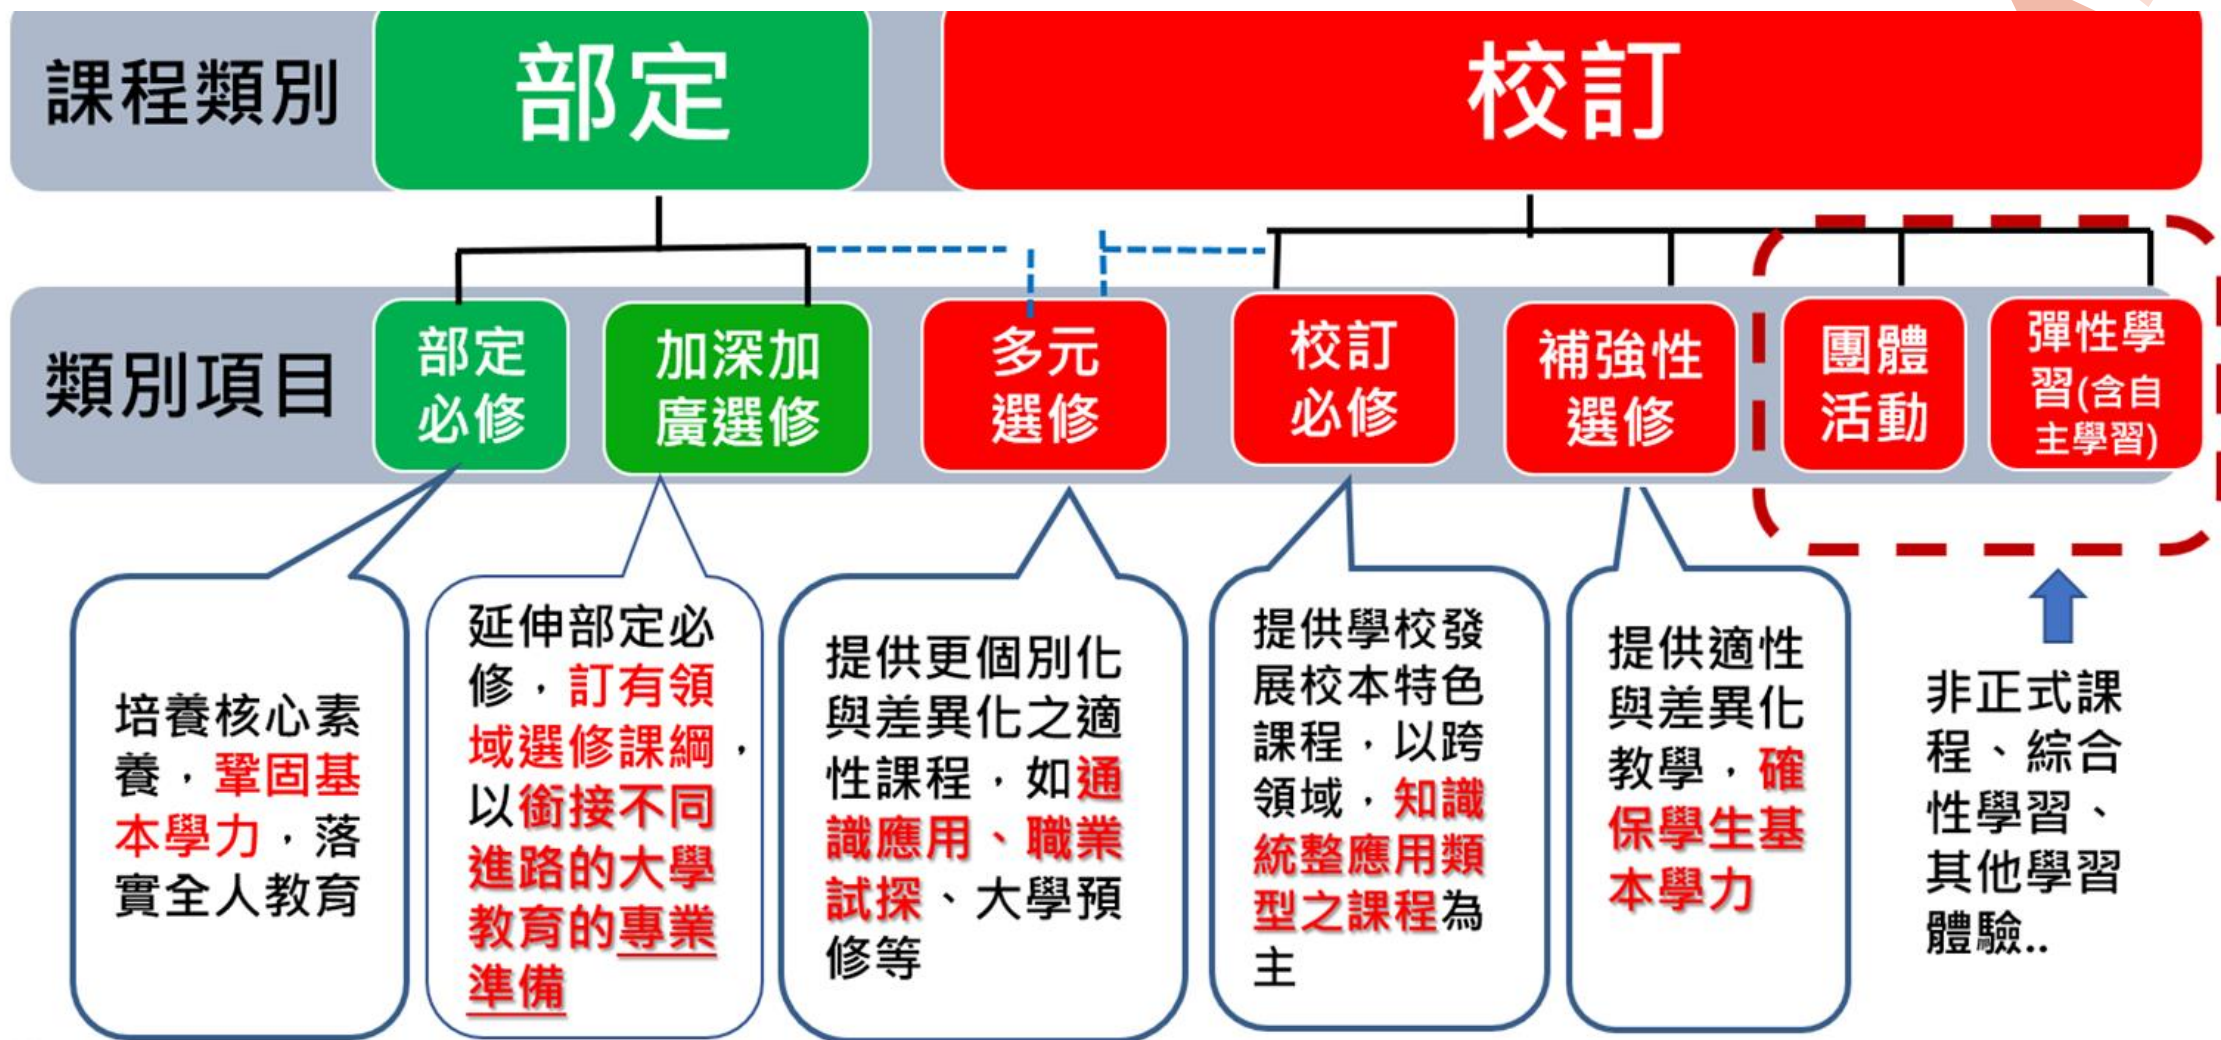 課程類別
部定
校訂
類別項目
部定
必修
加深加
廣選修
多元
選修
校訂
必修
補強性
選修
團體
活動
彈性學
習(含自
主學習)
培養核心素
養，鞏固基
本學力，落
實全人教育
延伸部定必
修，訂有領
域選修課綱，
以銜接不同
進路的大學
教育的專業
準備
提供更個別化
與差異化之適
性課程，如通
識應用、職業
試探、大學預
修等
提供學校發
展校本特色
課程，以跨
領域，知識
統整應用類
型之課程為
主
提供適性
與差異化
教學，確
保學生基
本學力
非正式課
程、綜合
性學習、
其他學習
體驗..